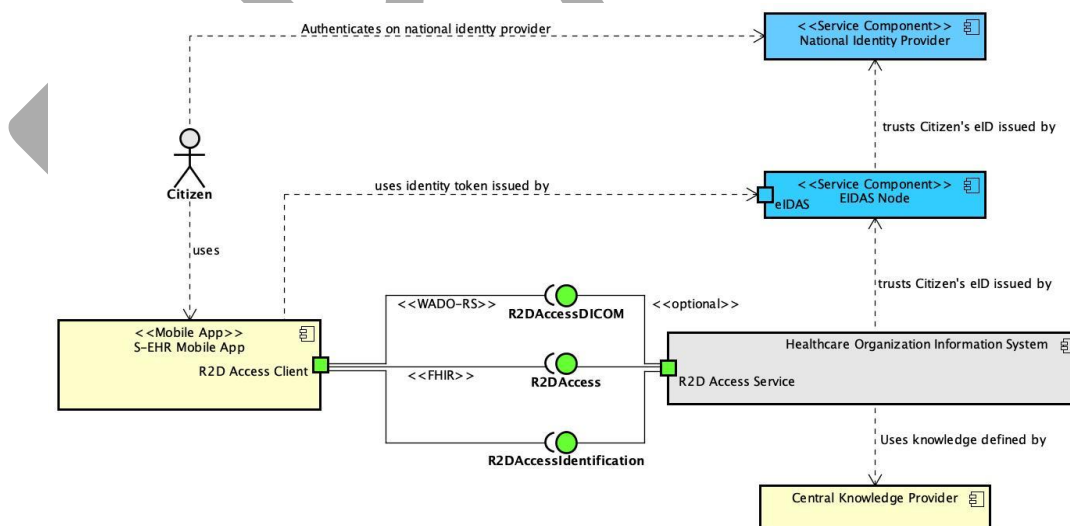 Authenticates on national identty provider
<<Service Component>>
National Identity Provider
trusts Citizen's eID issued by
Citizen
uses identity token issued by
<<Service Component>>
EIDAS Node
eIDAS
uses
trusts Citizen's eID issued by
<<WADO-RS>>
<<optional>>
R2DAccessDICOM
<<Mobile App>>
S-EHR Mobile App
R2D Access Client
Healthcare Organization Information System
R2D Access Service
<<FHIR>>
R2DAccess
R2DAccessIdentification
Uses knowledge defined by
Central Knowledge Provider